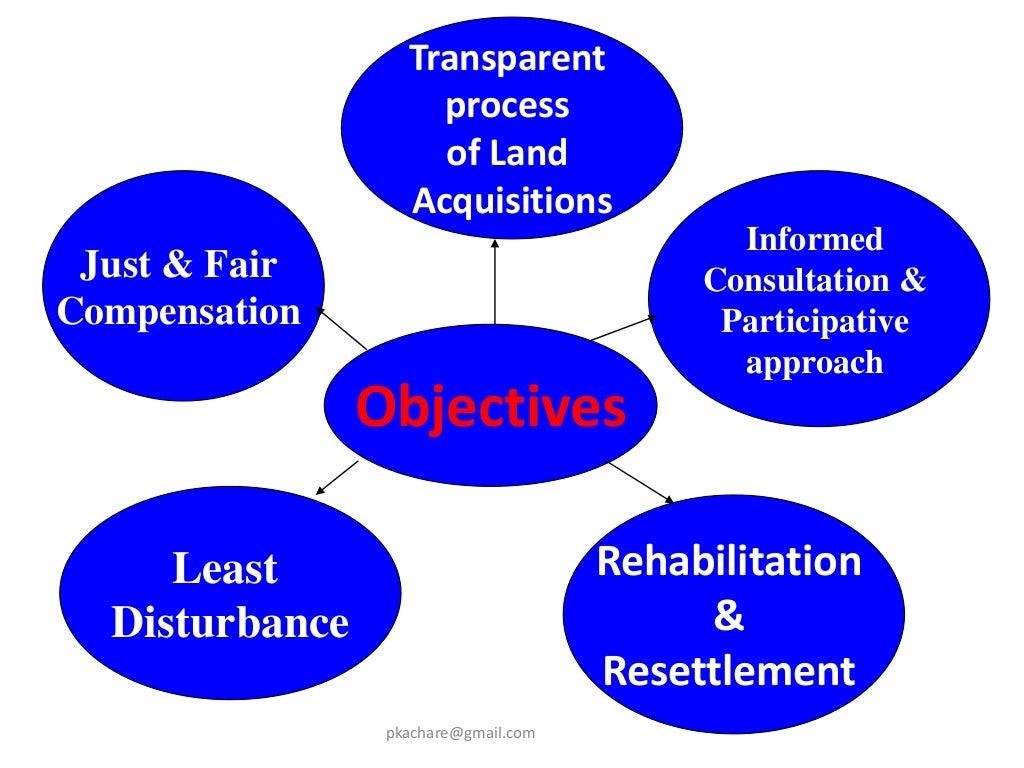 Transparent
process
of Land
Acquisitions
Just & Fair
Compensation
Informed
Consultation &
Participative
approach
Objectives
Least
Disturbance
Rehabilitation
&
Resettlement
pkachare@gmail.com